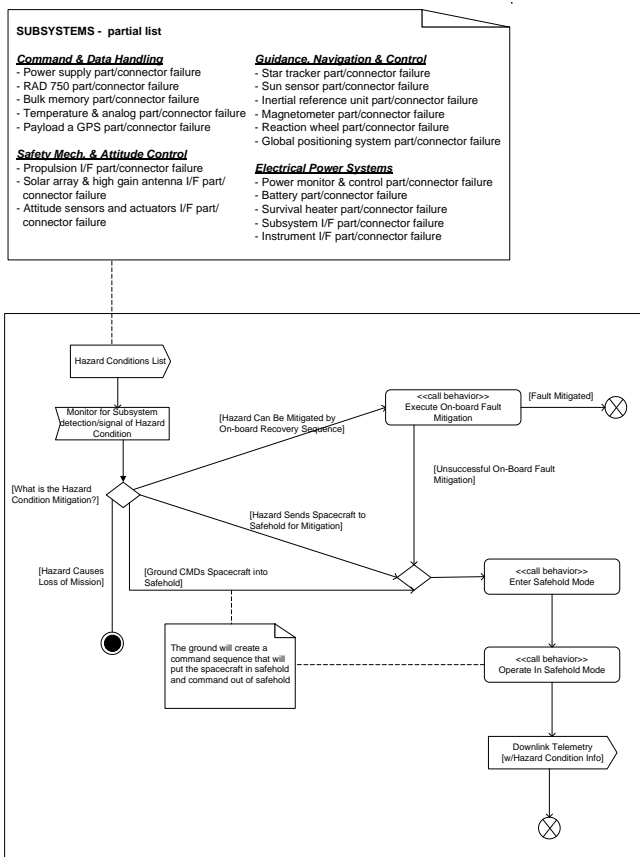 SUBSYSTEMS - partial list
Command & Data Handling
- Power supply part/connector failure
- RAD 750 part/connector failure
- Bulk memory part/connector failure
- Temperature & analog part/connector failure
- Payload a GPS part/connector failure
Safety Mech. & Attitude Control
- Propulsion I/F part/connector failure
- Solar array & high gain antenna I/F part/
connector failure
- Attitude sensors and actuators I/F part/
connector failure
Guidance, Navigation & Control
- Star tracker part/connector failure
- Sun sensor part/connector failure
- Inertial reference unit part/connector failure
- Magnetometer part/connector failure
- Reaction wheel part/connector failure
- Global positioning system part/connector failure
Electrical Power Systems
- Power monitor & control part/connector failure
- Battery part/connector failure
- Survival heater part/connector failure
- Subsystem I/F part/connector failure
- Instrument I/F part/connector failure
Hazard Conditions List
Monitor for Subsystem
detection/signal of Hazard
Condition
[What is the Hazard
Condition Mitigation?]
[Hazard Can Be Mitigated by
On-board Recovery Sequence]
<<call behavior>>
Execute On-board Fault
Mitigation
[Fault Mitigated]
[Unsuccessful On-Board Fault
Mitigation]
[Hazard Sends Spacecraft to
Safehold for Mitigation]
[Hazard Causes
Loss of Mission]
[Ground CMDs Spacecraft into
Safehold]
<<call behavior>>
Enter Safehold Mode
The ground will create a
command sequence that will
put the spacecraft in safehold
and command out of safehold
<<call behavior>>
Operate In Safehold Mode
Downlink Telemetry
[w/Hazard Condition Info]